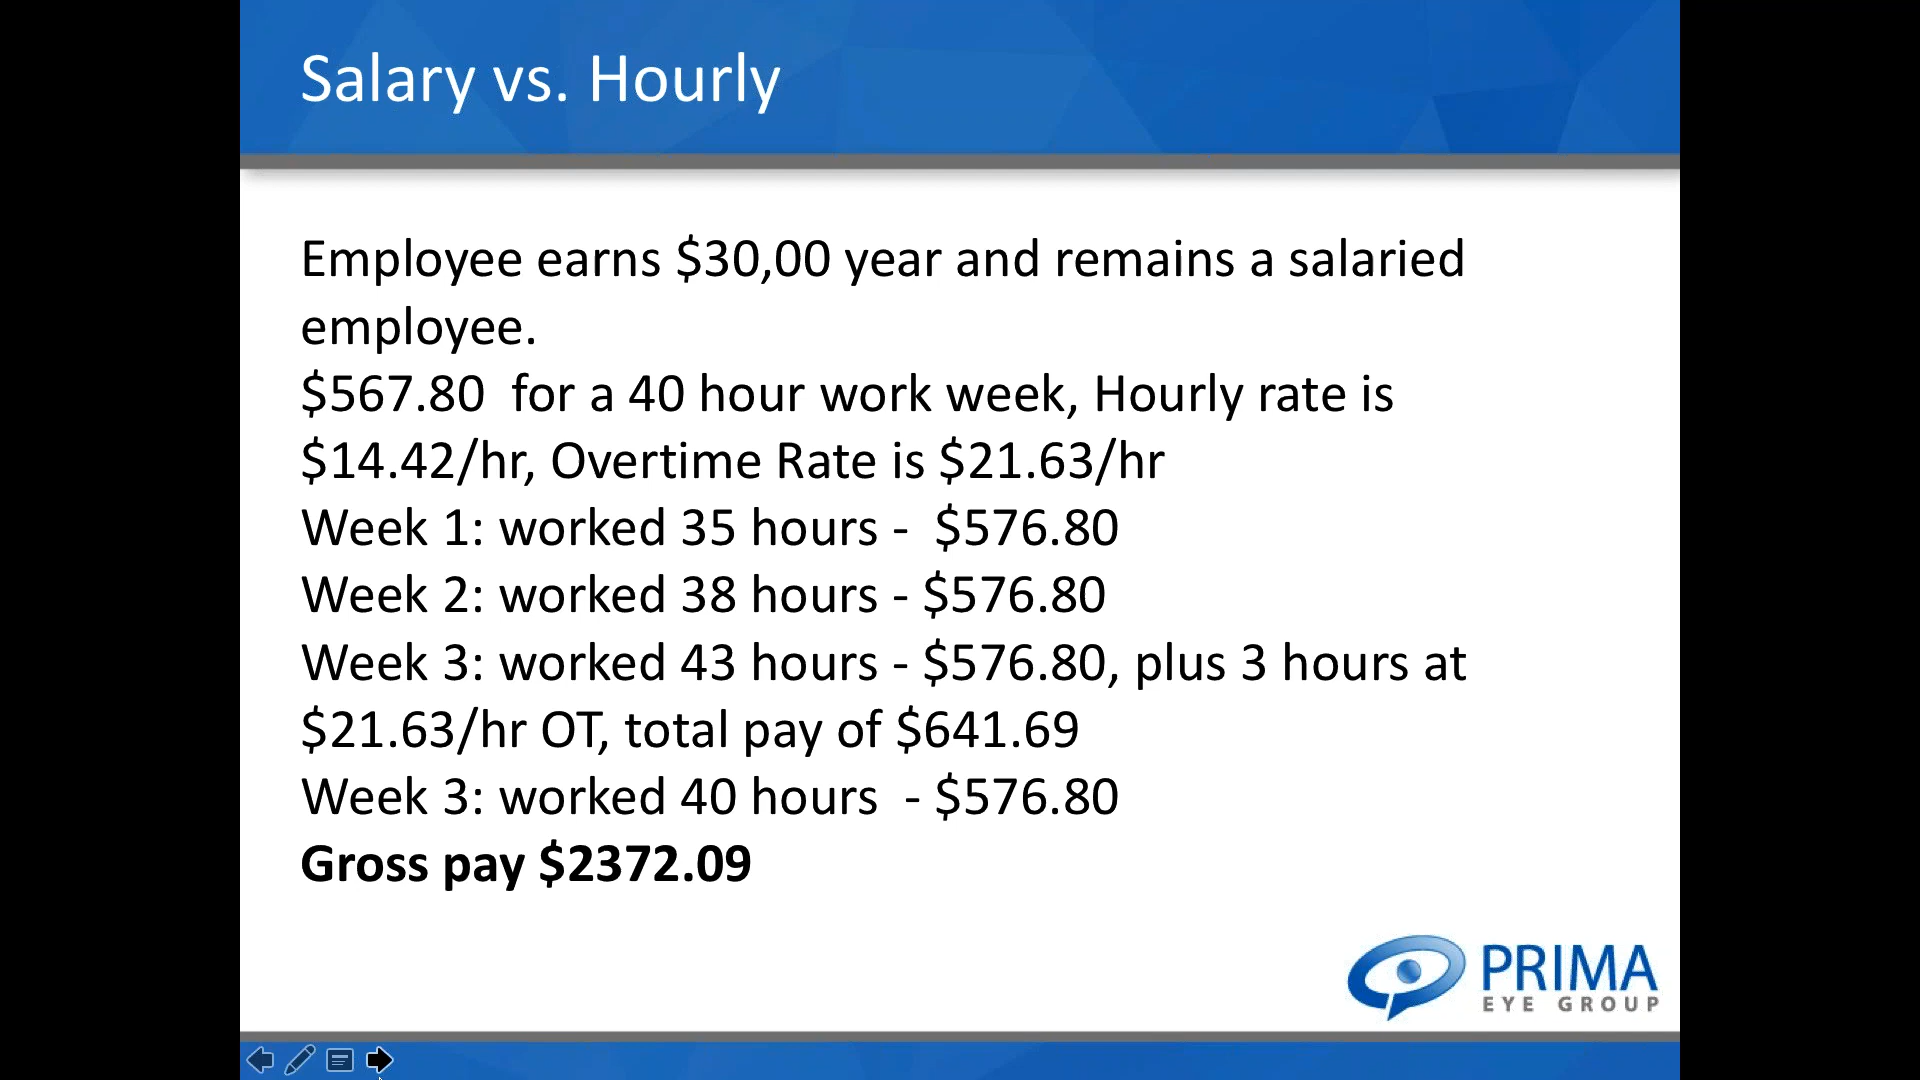 Salary vs. Hourly
Employee earns $30,00 year and remains a salaried
employee.
$567.80  for a 40 hour work week, Hourly rate is
$14.42/hr, Overtime Rate is $21.63/hr
Week 1: worked 35 hours -  $576.80
Week 2: worked 38 hours - $576.80
Week 3: worked 43 hours - $576.80, plus 3 hours at
$21.63/hr OT, total pay of $641.69
Week 3: worked 40 hours  - $576.80
Gross pay $2372.09
PRIMA
EYE GROUP